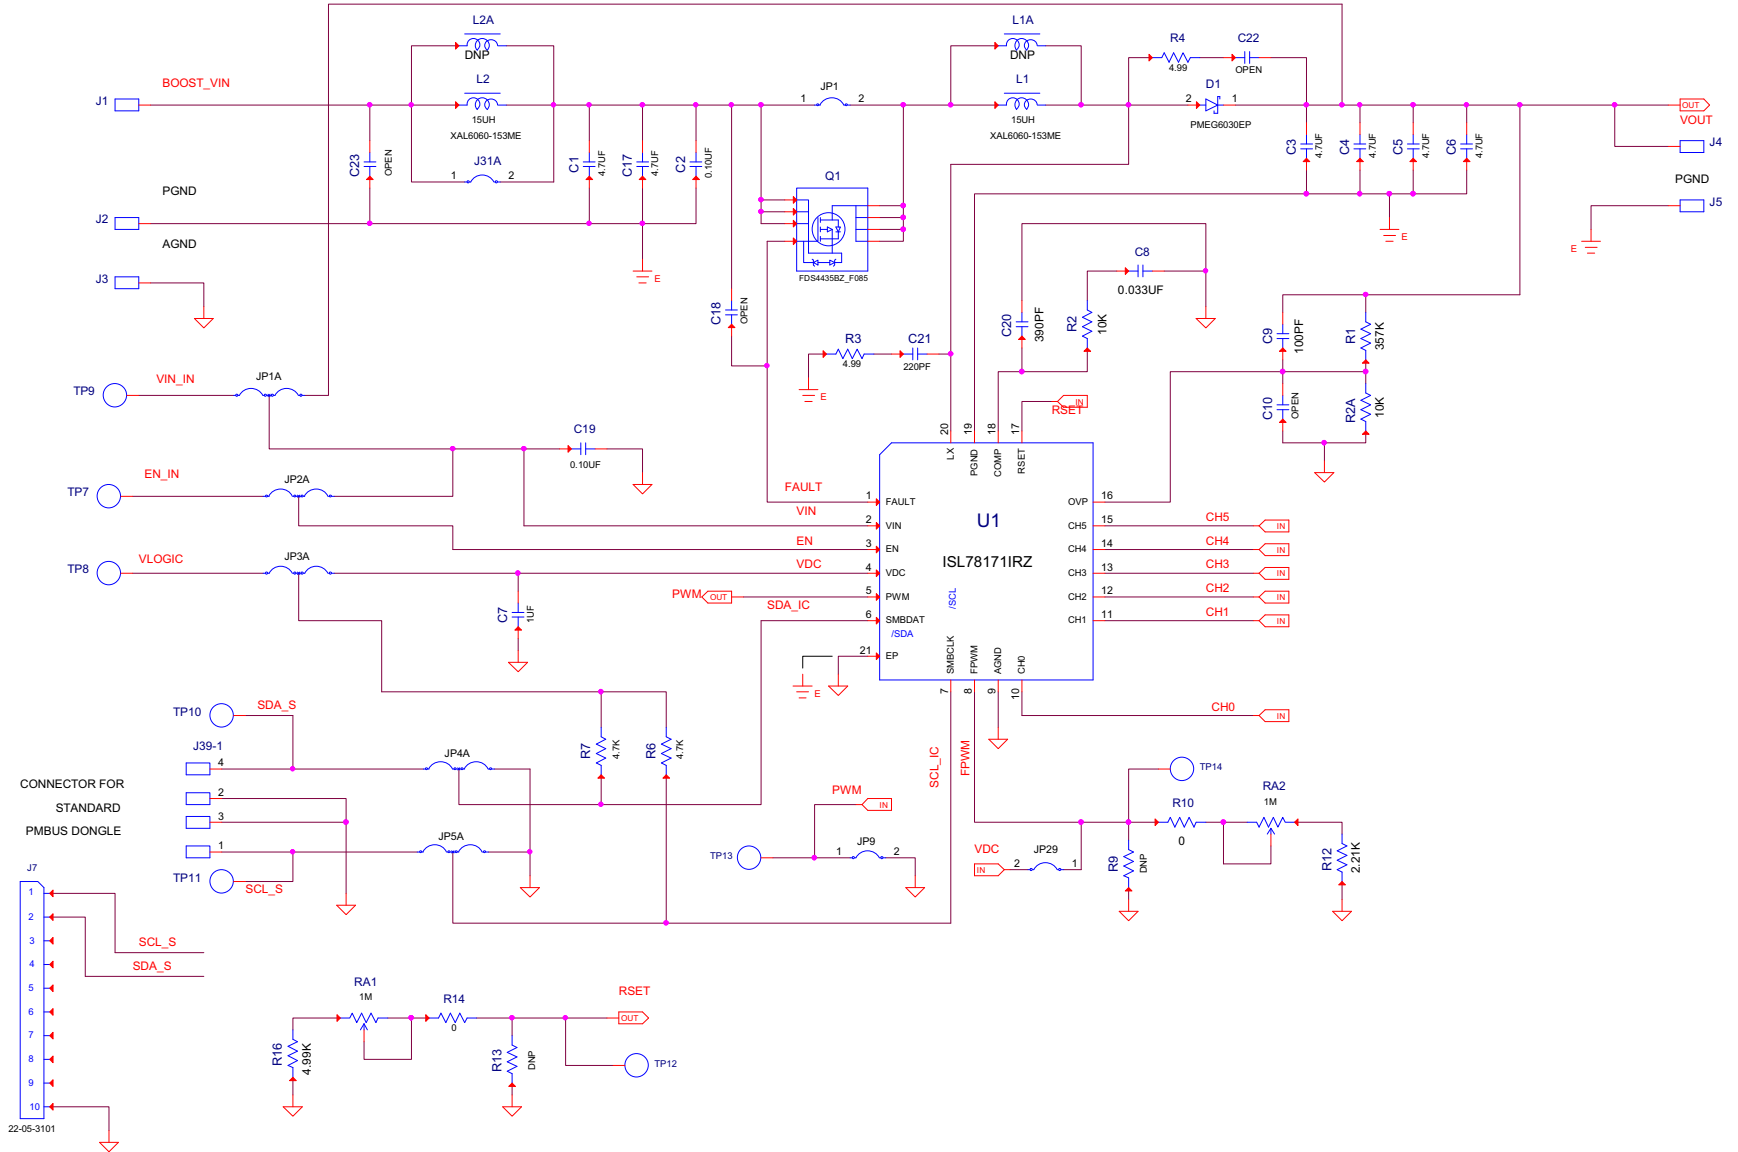 L2A
DNP
L2
15UH
XAL6060-153ME
J31A
1 2
L1A
DNP
L1
15UH
XAL6060-153ME
R4
4.99
C22
OPEN
D1
2 1
PMEG6030EP
JP1
1 2
BOOST_VIN
J1
C23
OPEN
C1
4.7UF
C17
4.7UF
C2
0.10UF
C3
4.7UF
C4
4.7UF
C5
4.7UF
C6
4.7UF
OUT
VOUT
J4
PGND
J5
E
E
PGND
J2
AGND
J3
E
Q1
FDS4435BZ_F085
C18
OPEN
C8
0.033UF
C20
390PF
R2
10K
R3
4.99
C21
220PF
E
C9
100PF
R1
357K
C10
OPEN
R2A
10K
TP9
VIN_IN
JP1A
IN
RSET
C19
0.10UF
TP7
EN_IN
JP2A
TP8
VLOGIC
JP3A
C7
1UF
FAULT
VIN
EN
VDC
PWM
OUT
SDA_IC
1
2
3
4
5
6
21
E
20
19
18
17
LX
PGND
COMP
RSET
FAULT
VIN
EN
VDC
PWM
SMBDAT
/SDA
EP
U1
ISL78171IRZ
/SCL
OVP
CH5
CH4
CH3
CH2
CH1
SMBCLK
FPWM
AGND
CH0
16
15
14
13
12
11
7
8
9
10
CH5
IN
CH4
IN
CH3
IN
CH2
IN
CH1
IN
CH0
IN
TP10
SDA_S
J39-1
4
2
3
1
CONNECTOR FOR
STANDARD
PMBUS DONGLE
TP11
SCL_S
JP4A
JP5A
R7
4.7K
R6
4.7K
SCL_IC
FPWM
PWM
IN
TP13
JP9
1 2
VDC
IN
JP29
2 1
TP14
R10
0
RA2
1M
R9
DNP
R12
2.21K
J7
1
2
3
4
5
6
7
8
9
10
22-05-3101
SCL_S
SDA_S
RA1
1M
R14
0
RSET
OUT
R16
4.99K
R13
DNP
TP12